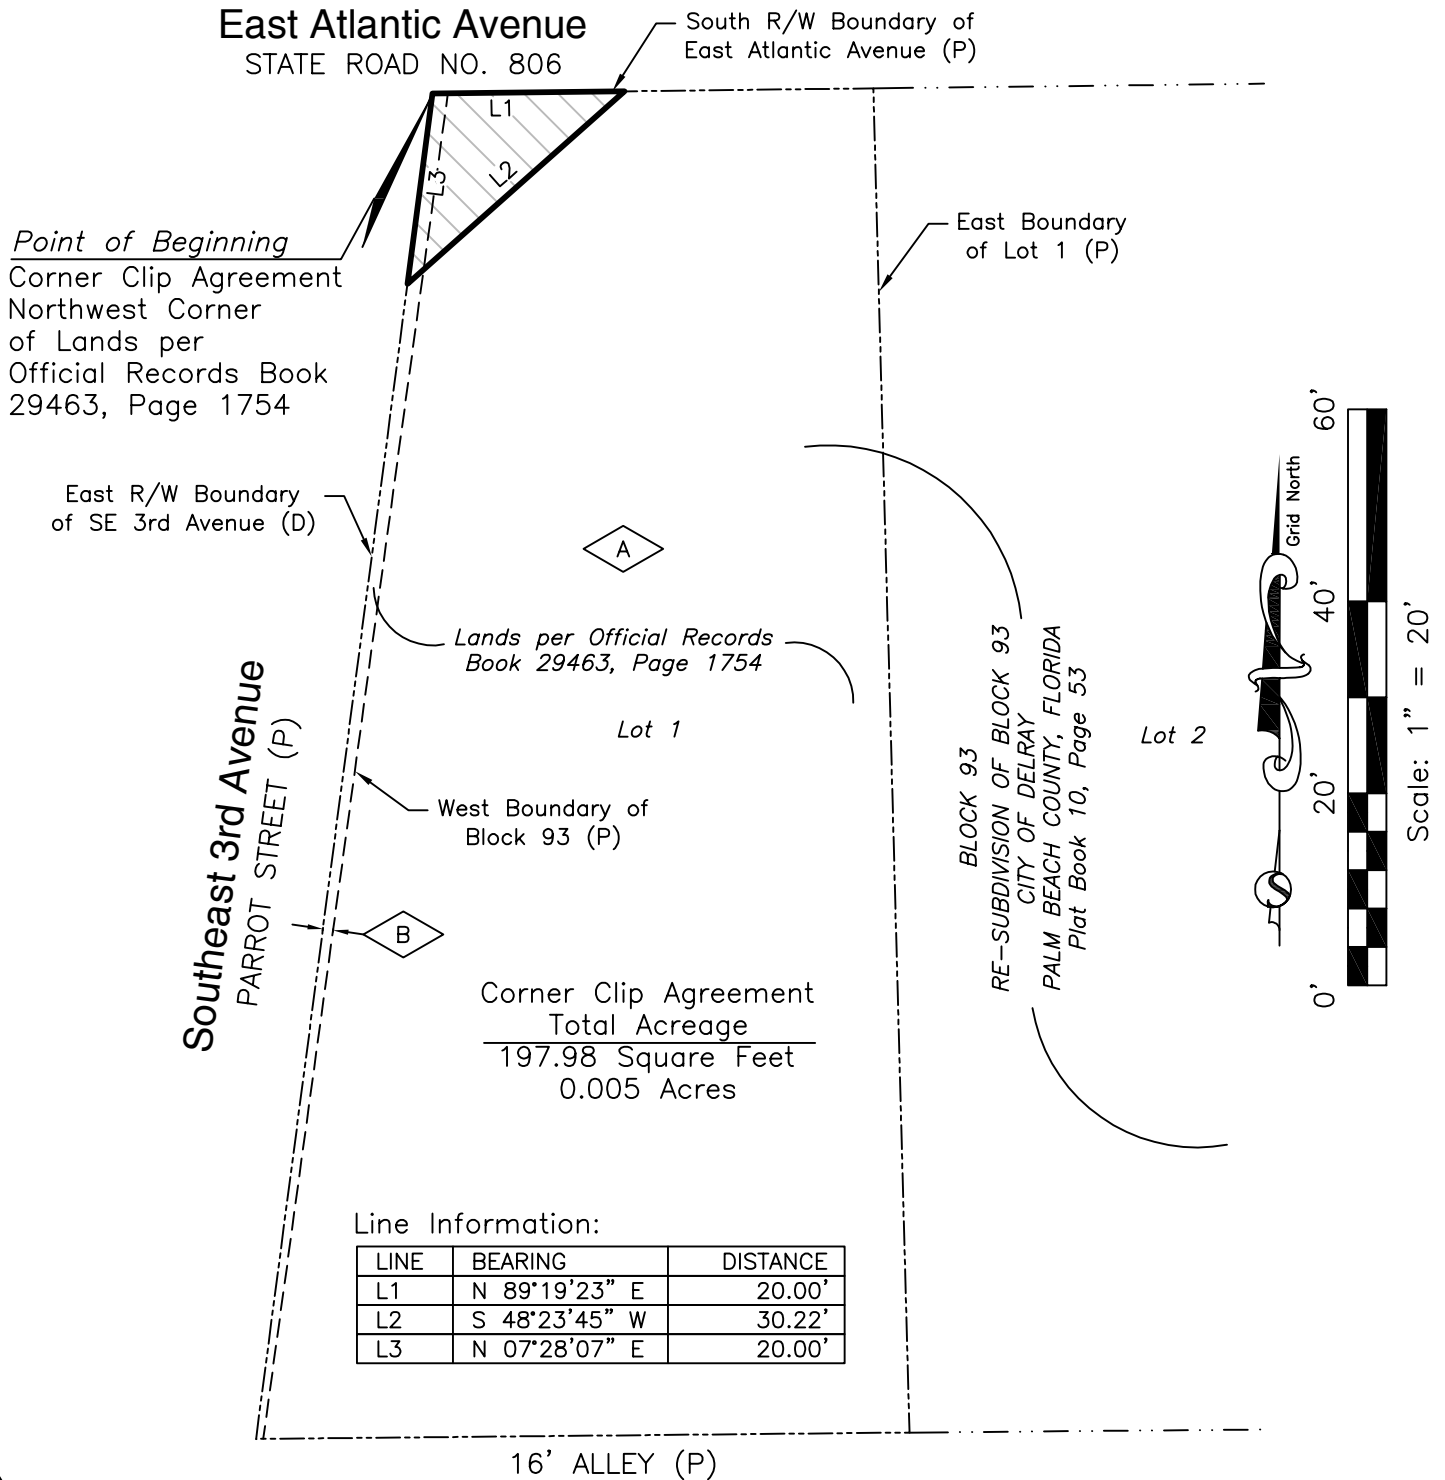 East Atlantic Avenue
STATE ROAD NO. 806
South R/W Boundary of
East Atlantic Avenue (P)
L1
L2
L3
Point of Beginning
Corner Clip Agreement
Northwest Corner
of Lands per
Official Records Book
29463, Page 1754
East Boundary
of Lot 1 (P)
East R/W Boundary
of SE 3rd Avenue (D)
A
Lands per Official Records
Book 29463, Page 1754
Lot 1
Southeast 3rd Avenue
PARROT STREET (P)
West Boundary of
Block 93 (P)
B
BLOCK 93
RE-SUBDIVISION OF BLOCK 93
CITY OF DELRAY
PALM BEACH COUNTY, FLORIDA
Plat Book 10, Page 53
Lot 2
Grid North
60'
40'
20'
0'
Scale: 1" = 20'
Corner Clip Agreement
Total Acreage
197.98 Square Feet
0.005 Acres
Line Information:
LINE BEARING DISTANCE
L1 N 89°19'23" E 20.00'
L2 S 48°23'45" W 30.22'
L3 N 07°28'07" E 20.00'
16' ALLEY (P)